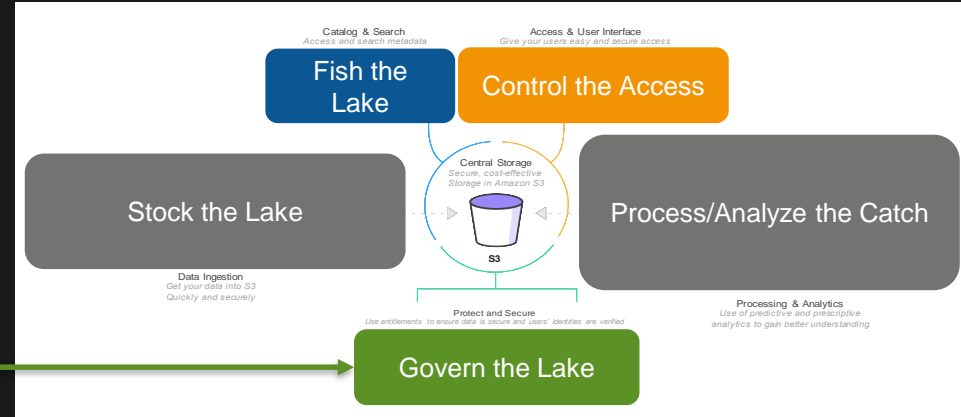 Catalog & Search
Access and search metadata
Access & User Interface
Give your users easy and secure access
Fish the
Lake
Control the Access
Central Storage
Secure, cost-effective
Storage in Amazon S3
Stock the Lake
Process/Analyze the Catch
S3
Data Ingestion
Get your data into S3
Quickly and securely
Processing & Analytics
Use of predictive and prescriptive
analytics to gain better understanding
Protect and Secure
Use entitlements to ensure data is secure and users' identities are verified
Govern the Lake